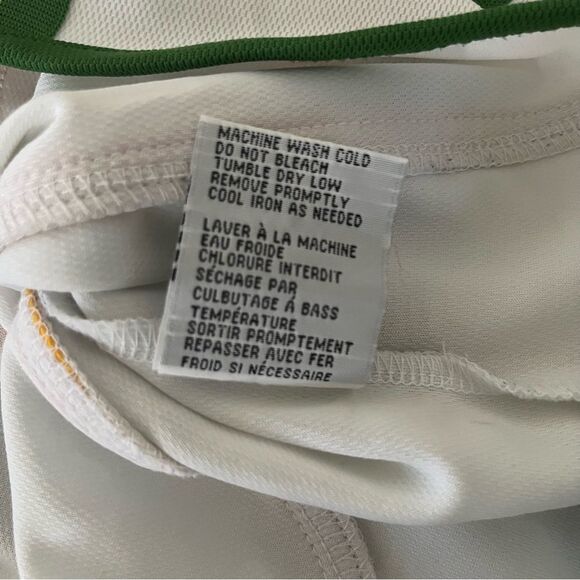 MACHINE WASH COLD
DO NOT BLEACH
TUMBLE DRY LOW
REMOVE PROMPTLY
COOL IRON AS NEEDED
LAVER À LA MACHINE
EAU FROIDE
CHLORURE INTERDIT
SÉCHAGE PAR
CULBUTAGE Á BASS
TEMPÉRATURE
SORTIR PROMPTEMENT
REPASSER AVEC FER
FROID SI NÉCESSAIRE